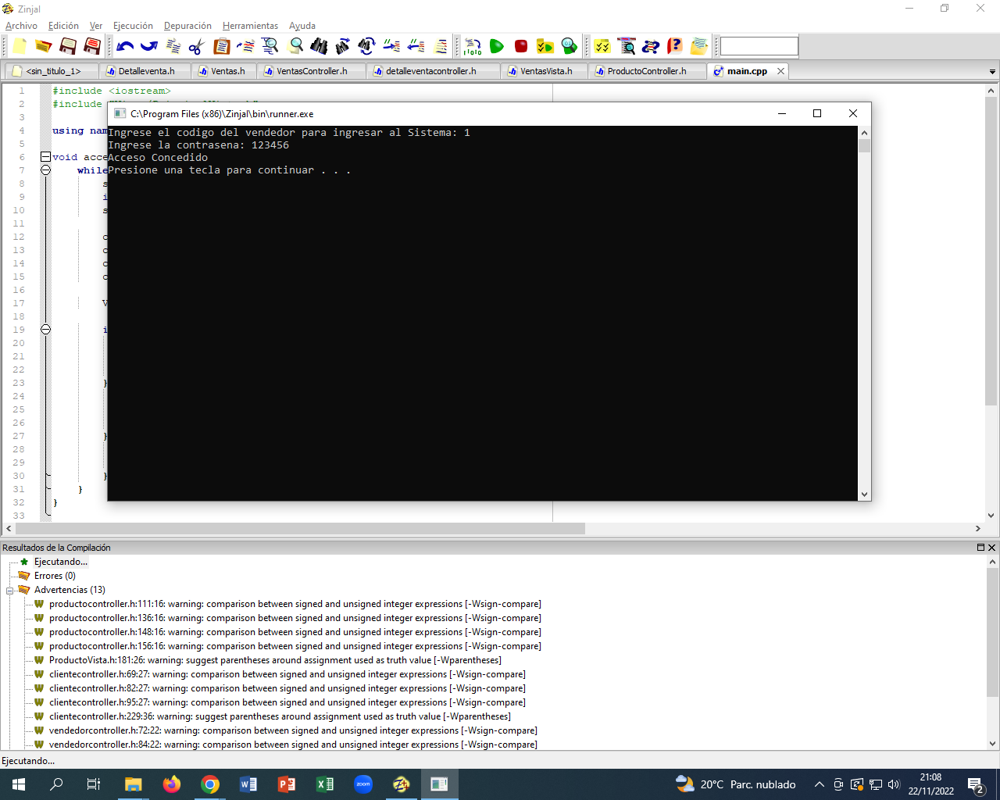 Zinjal
Archivo Edición Ver Ejecución Depuración Herramientas Ayuda
<sin_titulo_1> Detalleventa.h Ventas.h VentasController.h detalleventacontroller.h VentasVista.h ProductoController.h main.cpp
1 #include <iostream>
2 #include
3
4 using nam
5
6 void acce
7 while
8 s
9 i
10 s
11
12 c
13 c
14 c
15 c
16
17 V
18
19 i
20
21
22
23 }
24
25
26
27 }
28
29
30 }
31 }
32 }
33
C:\Program Files (x86)\Zinjal\bin\runner.exe
Ingrese el codigo del vendedor para ingresar al Sistema: 1
Ingrese la contrasena: 123456
Acceso Concedido
Presione una tecla para continuar . . .
Resultados de la Compilación
Ejecutando...
Errores (0)
Advertencias (13)
productocontroller.h:111:16: warning: comparison between signed and unsigned integer expressions [-Wsign-compare]
productocontroller.h:136:16: warning: comparison between signed and unsigned integer expressions [-Wsign-compare]
productocontroller.h:148:16: warning: comparison between signed and unsigned integer expressions [-Wsign-compare]
productocontroller.h:156:16: warning: comparison between signed and unsigned integer expressions [-Wsign-compare]
ProductoVista.h:181:26: warning: suggest parentheses around assignment used as truth value [-Wparentheses]
clientecontroller.h:69:27: warning: comparison between signed and unsigned integer expressions [-Wsign-compare]
clientecontroller.h:82:27: warning: comparison between signed and unsigned integer expressions [-Wsign-compare]
clientecontroller.h:95:27: warning: comparison between signed and unsigned integer expressions [-Wsign-compare]
clientecontroller.h:229:36: warning: suggest parentheses around assignment used as truth value [-Wparentheses]
vendedorcontroller.h:72:22: warning: comparison between signed and unsigned integer expressions [-Wsign-compare]
vendedorcontroller.h:84:22: warning: comparison between signed and unsigned integer expressions [-Wsign-compare]
Ejecutando...
20°C Parc. nublado
21:08
22/11/2022
2